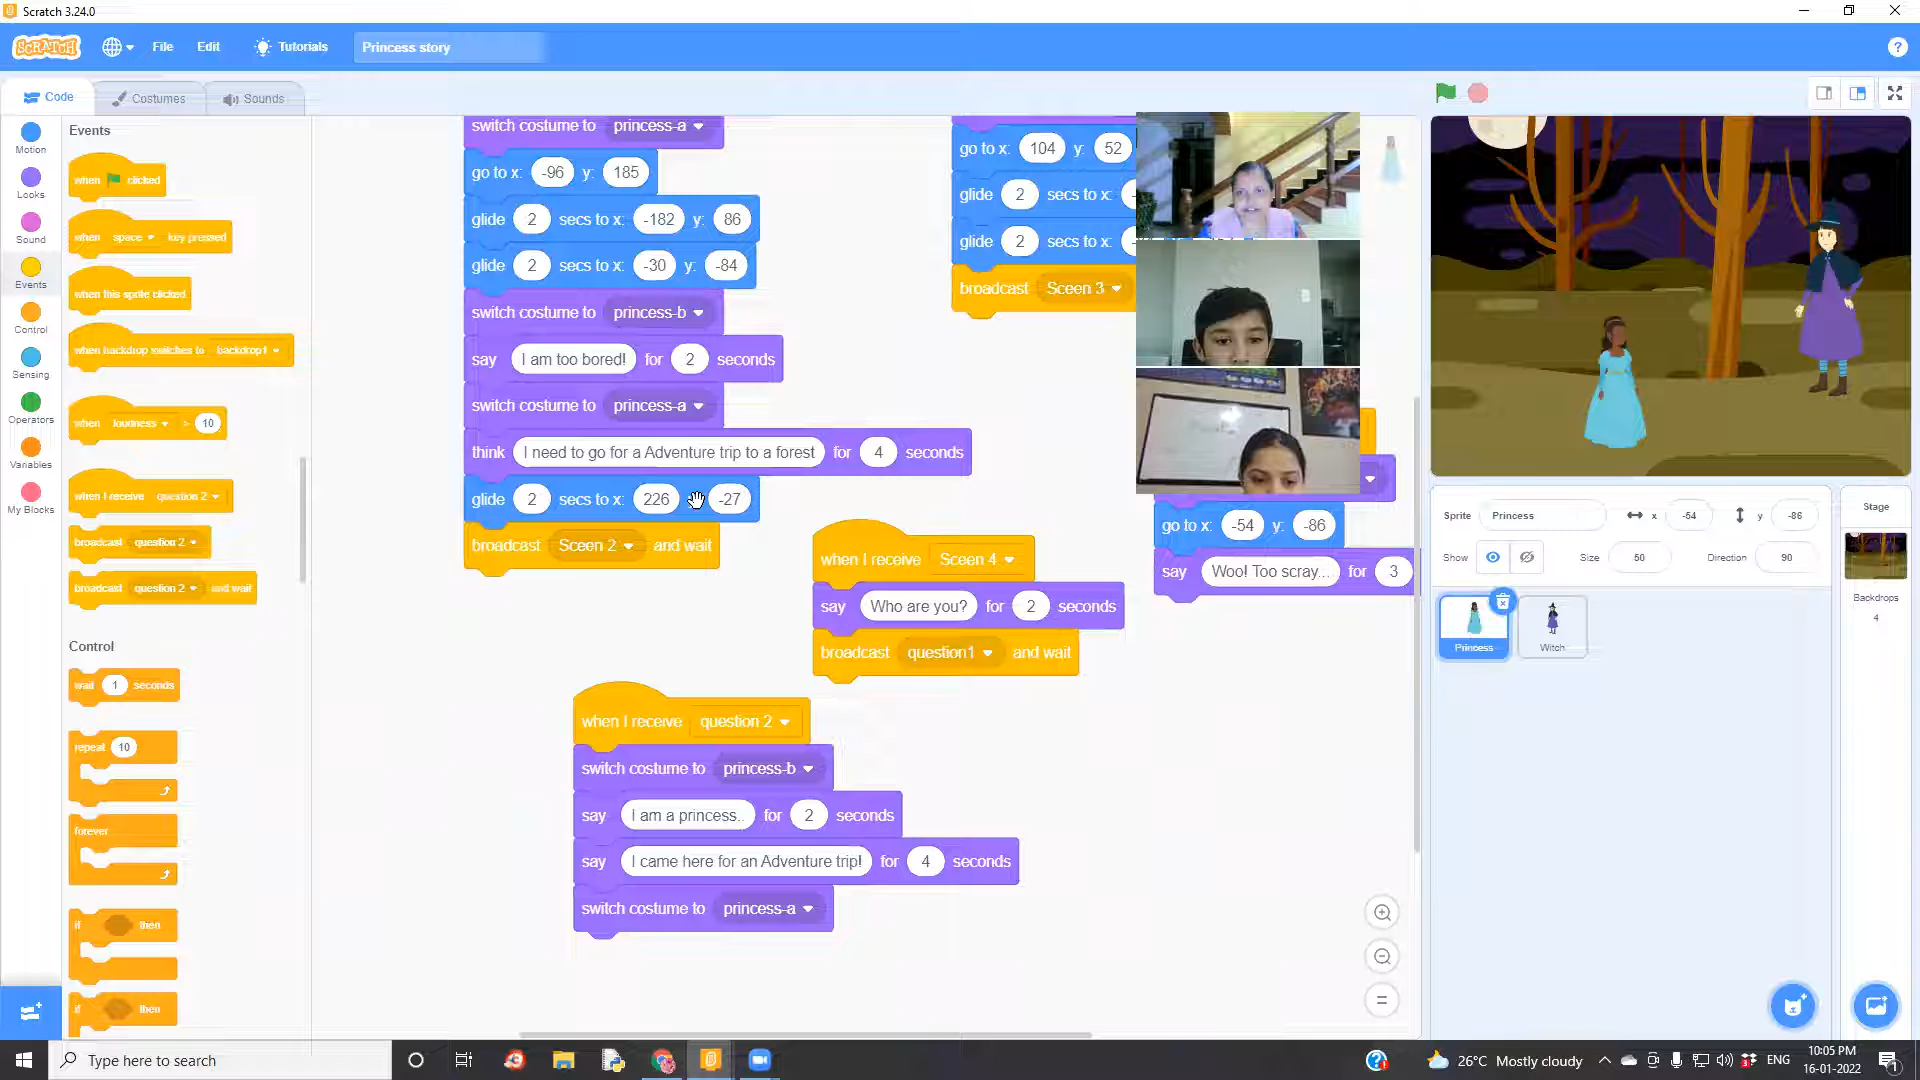 Scratch 3.24.0
SCRATCH
File
Edit
Tutorials
Princess story
Code
Costumes
Sounds
Motion
Looks
Sound
Events
Control
Sensing
Operators
Variables
My Blocks
Events
when clicked
when space key pressed
when this sprite clicked
when backdrop switches to backdrop1
when loudness > 10
when I receive question 2
broadcast question 2
broadcast question 2 and wait
Control
wait 1 seconds
repeat 10
forever
if then
if then
switch costume to princess-a
go to x: -96 y: 185
glide 2 secs to x: -182 y: 86
glide 2 secs to x: -30 y: -84
switch costume to princess-b
say I am too bored! for 2 seconds
switch costume to princess-a
think I need to go for a Adventure trip to a forest for 4 seconds
glide 2 secs to x: 226 -27
broadcast Sceen 2 and wait
go to x: 104 y: 52
glide 2 secs to x:
glide 2 secs to x:
broadcast Sceen 3
go to x: -54 y: -86
say Woo! Too scray... for 3
when I receive Sceen 4
say Who are you? for 2 seconds
broadcast question1 and wait
when I receive question 2
switch costume to princess-b
say I am a princess.. for 2 seconds
say I came here for an Adventure trip! for 4 seconds
switch costume to princess-a
Sprite Princess x -54 y -86
Show Size 50 Direction 90
Princess
Witch
Stage
Backdrops
4
Type here to search
26°C Mostly cloudy
ENG
10:05 PM
16-01-2022
1